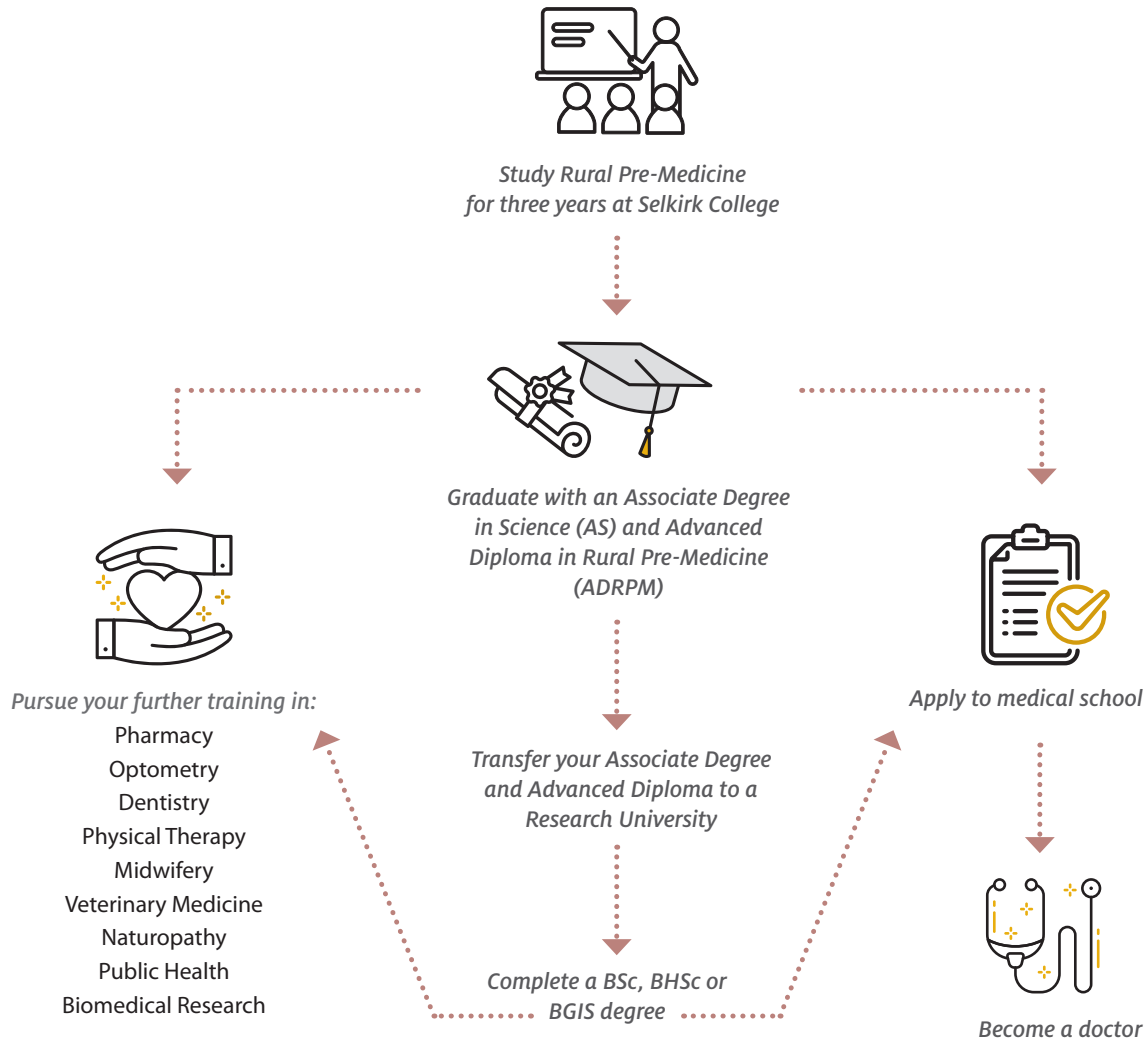 Study Rural Pre-Medicine
for three years at Selkirk College
Graduate with an Associate Degree
in Science (AS) and Advanced
Diploma in Rural Pre-Medicine
(ADRPM)
Pursue your further training in:
Pharmacy
Optometry
Dentistry
Physical Therapy
Midwifery
Veterinary Medicine
Naturopathy
Public Health
Biomedical Research
Transfer your Associate Degree
and Advanced Diploma to a
Research University
Complete a BSc, BHSc or
BGIS degree
Apply to medical school
Become a doctor